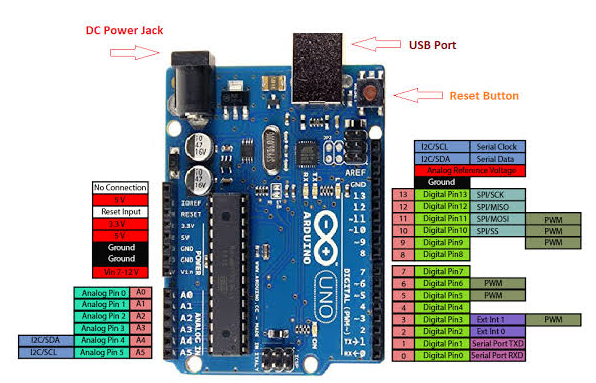 DC Power Jack
USB Port
Reset Button
I2C/SCL Serial Clock
I2C/SDA Serial Data
Analog Reference Voltage
Ground
13 Digital Pin13 SPI/SCK
12 Digital Pin12 SPI/MISO
11 Digital Pin11 SPI/MOSI PWM
10 Digital Pin10 SPI/SS PWM
9 Digital Pin9 PWM
8 Digital Pin8
7 Digital Pin7
6 Digital Pin6 PWM
5 Digital Pin5 PWM
4 Digital Pin4
3 Digital Pin3 Ext Int 1 PWM
2 Digital Pin2 Ext Int 0
1 Digital Pin1 Serial Port TXD
0 Digital Pin0 Serial Port RXD
No Connection
5 V
Reset Input
3.3 V
5 V
Ground
Ground
Vin 7-12 V
Analog Pin 0 A0
Analog Pin 1 A1
Analog Pin 2 A2
Analog Pin 3 A3
I2C/SDA Analog Pin 4 A4
I2C/SCL Analog Pin 5 A5
47
16V
47
16V
IOREF
RESET
3.3V
5V
GND
GND
Vin
POWER
A0
A1
A2
A3
A4
A5
ANALOG IN
RX
TX
AREF
GND
13
12
~11
~10
~9
8
7
~6
~5
4
~3
2
TX→1
RX←0
DIGITAL (PWM~)
ARDUINO
UNO
ON